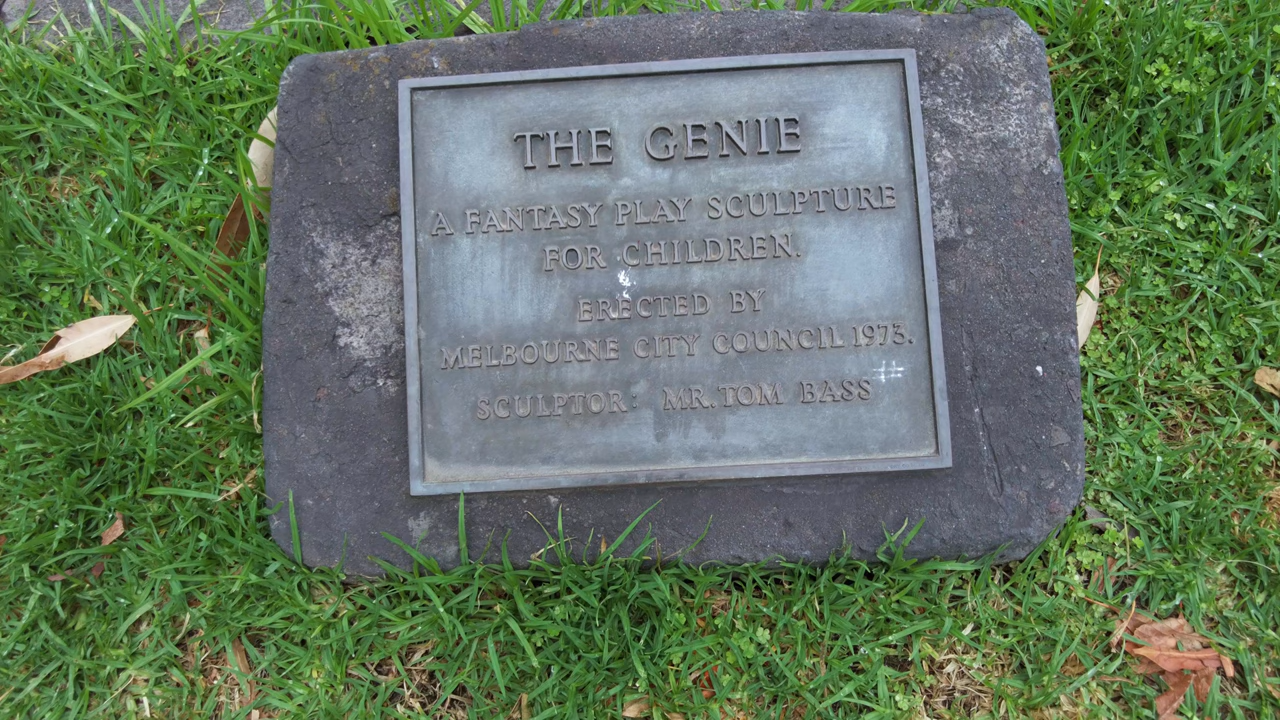 THE GENIE
A FANTASY PLAY SCULPTURE
FOR CHILDREN.
ERECTED BY
MELBOURNE CITY COUNCIL 1973.
SCULPTOR: MR. TOM BASS